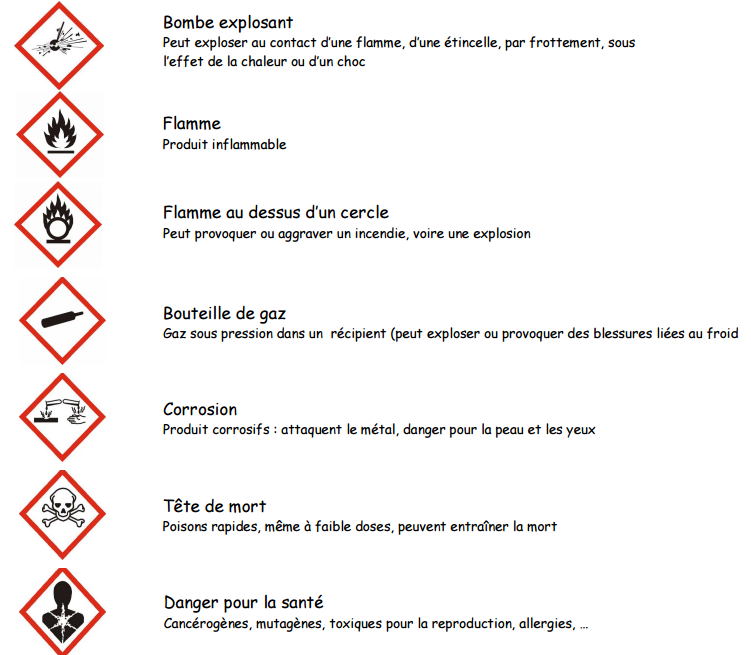 Bombe explosant
Peut exploser au contact d'une flamme, d'une étincelle, par frottement, sous
l'effet de la chaleur ou d'un choc
Flamme
Produit inflammable
Flamme au dessus d'un cercle
Peut provoquer ou aggraver un incendie, voire une explosion
Bouteille de gaz
Gaz sous pression dans un récipient (peut exploser ou provoquer des blessures liées au froid
Corrosion
Produit corrosifs : attaquent le métal, danger pour la peau et les yeux
Tête de mort
Poisons rapides, même à faible doses, peuvent entraîner la mort
Danger pour la santé
Cancérogènes, mutagènes, toxiques pour la reproduction, allergies, …